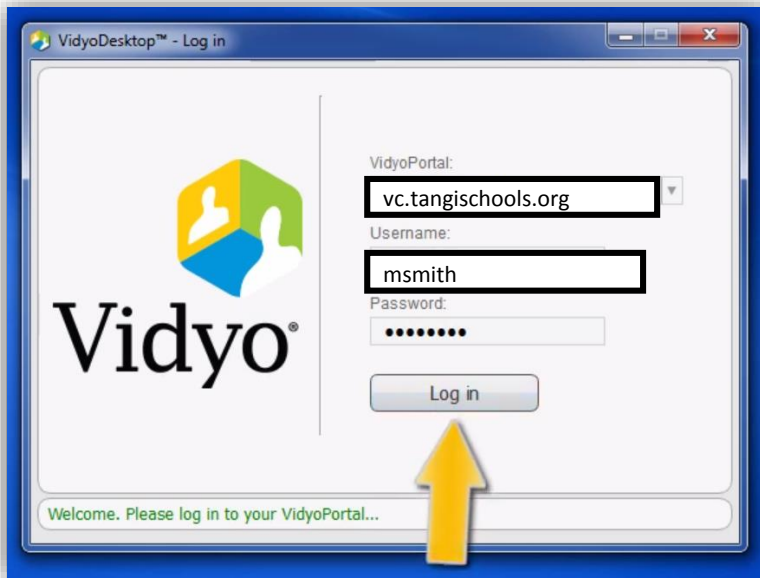 VidyoDesktop™ - Log in
VidyoPortal:
vc.tangischools.org
Username:
msmith
Password:
••••••••
Vidyo®
Log in
Welcome. Please log in to your VidyoPortal...